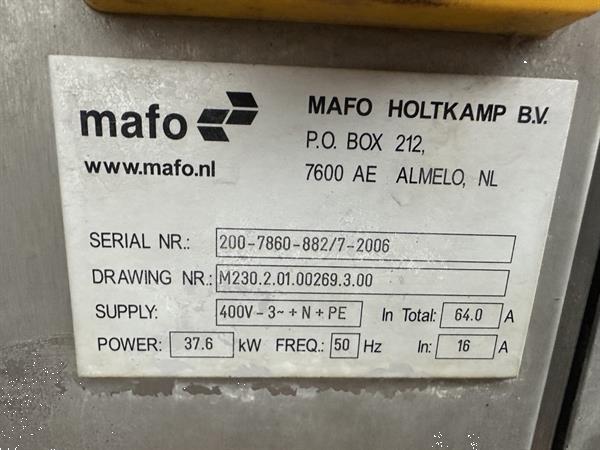 mafo
www.mafo.nl
MAFO HOLTKAMP B.V.
P.O. BOX 212,
7600 AE ALMELO, NL
SERIAL NR.: 200-7860-882/7-2006
DRAWING NR.: M230.2.01.00269.3.00
SUPPLY: 400V - 3~ + N + PE In Total: 64.0 A
POWER: 37.6 kW FREQ.: 50 Hz In: 16 A